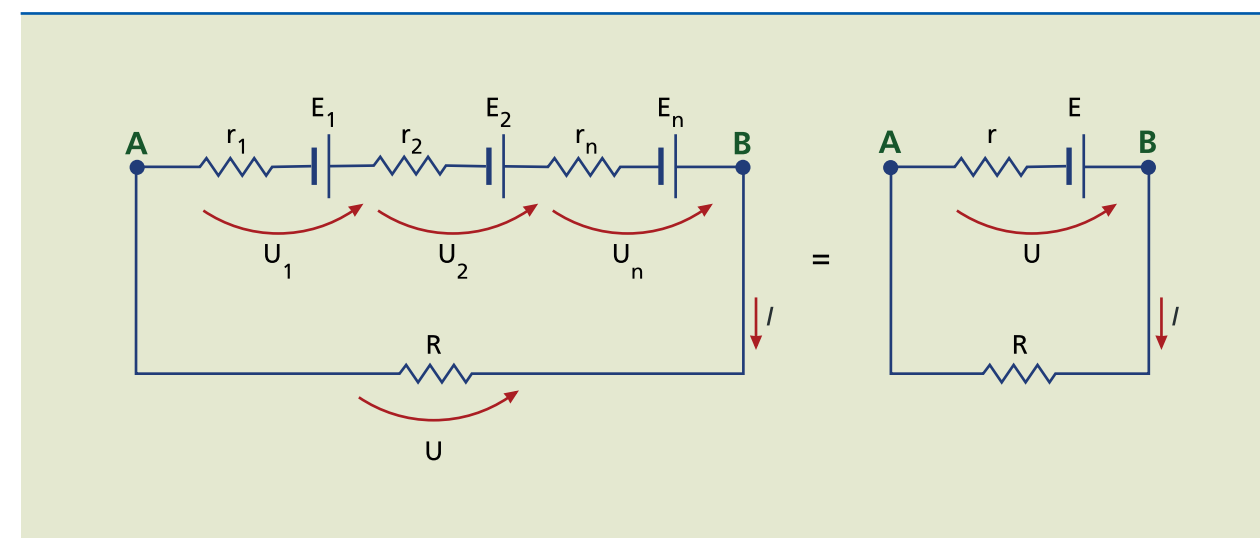 E1 E2 En E
A r1 r2 rn B A r B
U1 U2 Un U
=
I I
R R
U